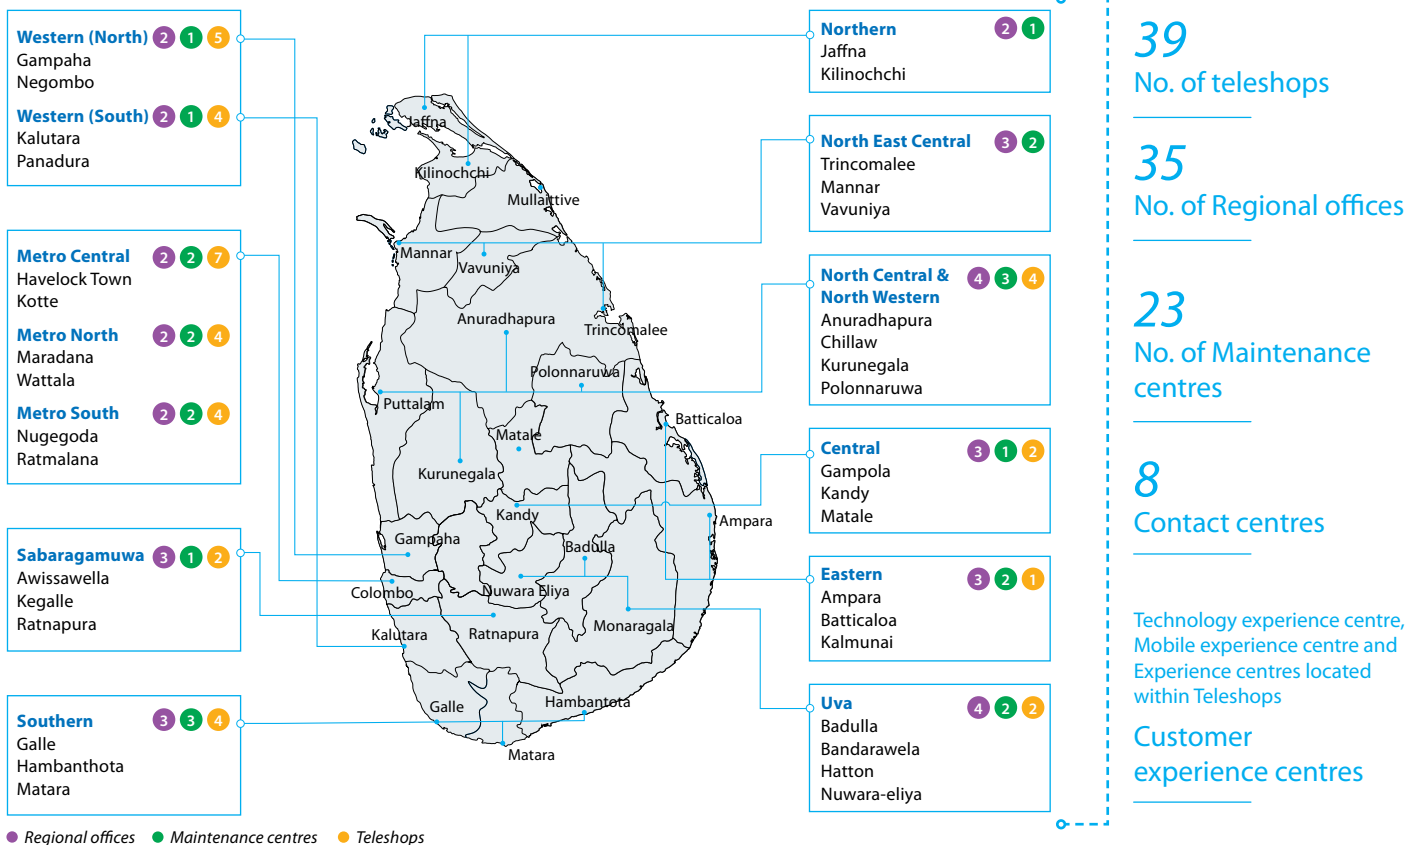 Western (North) 2 1 5
Gampaha
Negombo
Western (South) 2 1 4
Kalutara
Panadura
Metro Central 2 2 7
Havelock Town
Kotte
Metro North 2 2 4
Maradana
Wattala
Metro South 2 2 4
Nugegoda
Ratmalana
Sabaragamuwa 3 1 2
Awissawella
Kegalle
Ratnapura
Southern 3 3 4
Galle
Hambanthota
Matara
Regional offices Maintenance centres Teleshops
Jaffna
Kilinochchi
Mullaittive
Mannar
Vavuniya
Anuradhapura
Trincomalee
Polonnaruwa
Puttalam
Batticaloa
Matale
Kurunegala
Kandy
Ampara
Gampaha
Badulla
Colombo
Nuwara Eliya
Kalutara
Ratnapura
Monaragala
Galle
Hambantota
Matara
Northern 2 1
Jaffna
Kilinochchi
North East Central 3 2
Trincomalee
Mannar
Vavuniya
North Central &
North Western 4 3 4
Anuradhapura
Chillaw
Kurunegala
Polonnaruwa
Central 3 1 2
Gampola
Kandy
Matale
Eastern 3 2 1
Ampara
Batticaloa
Kalmunai
Uva 4 2 2
Badulla
Bandarawela
Hatton
Nuwara-eliya
39
No. of teleshops
35
No. of Regional offices
23
No. of Maintenance
centres
8
Contact centres
Technology experience centre,
Mobile experience centre and
Experience centres located
within Teleshops
Customer
experience centres